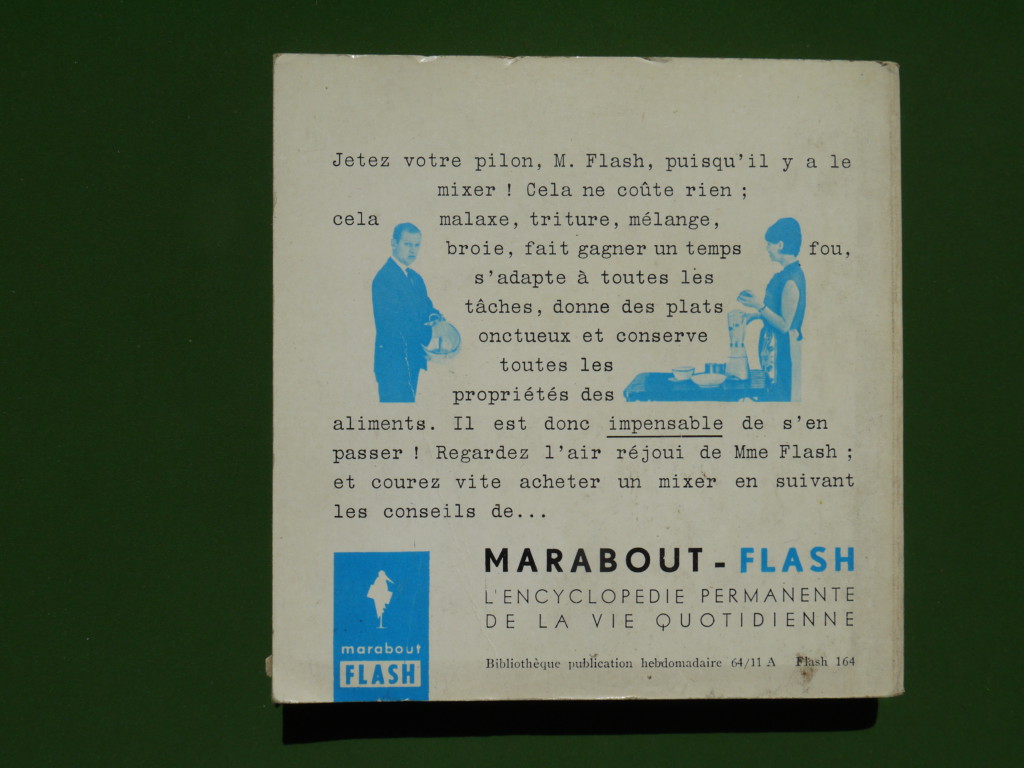 Jetez votre pilon, M. Flash, puisqu'il y a le
mixer ! Cela ne coûte rien ;
cela malaxe, triture, mélange,
broie, fait gagner un temps fou,
s'adapte à toutes les
tâches, donne des plats
onctueux et conserve
toutes les
propriétés des
aliments. Il est donc impensable de s'en
passer ! Regardez l'air réjoui de Mme Flash ;
et courez vite acheter un mixer en suivant
les conseils de...
MARABOUT - FLASH
L'ENCYCLOPEDIE PERMANENTE
DE LA VIE QUOTIDIENNE
Bibliothèque publication hebdomadaire 64/11 A Flash 164
marabout
FLASH